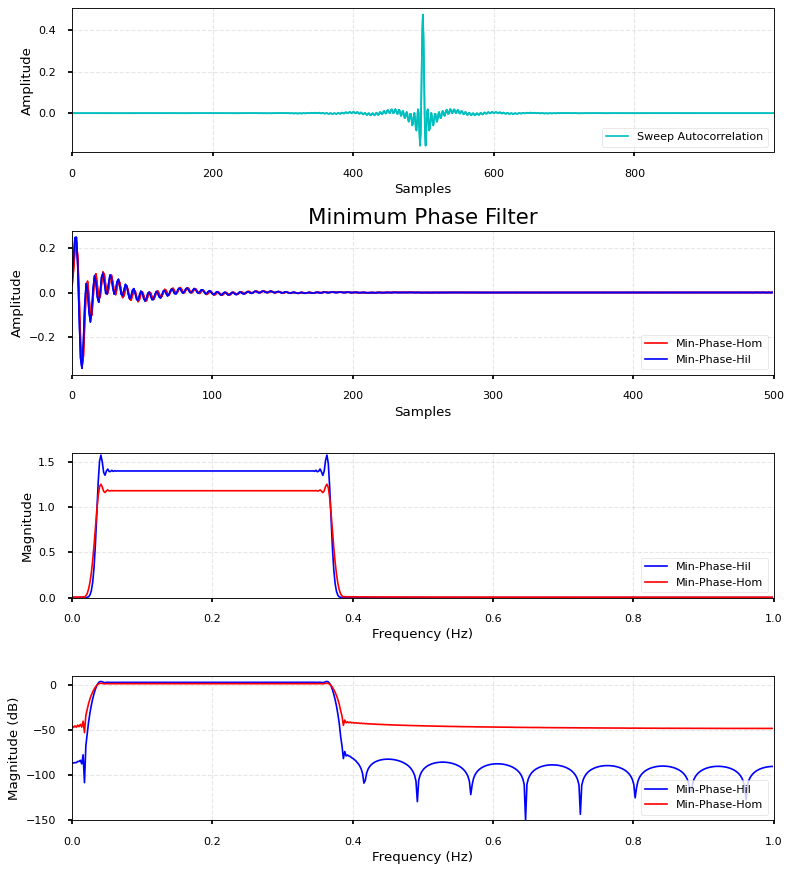 0.4
0.2
0.0
Amplitude
Sweep Autocorrelation
0 200 400 600 800
Samples
Minimum Phase Filter
0.2
0.0
−0.2
Amplitude
Min-Phase-Hom
Min-Phase-Hil
0 100 200 300 400 500
Samples
1.5
1.0
0.5
0.0
Magnitude
Min-Phase-Hil
Min-Phase-Hom
0.0 0.2 0.4 0.6 0.8 1.0
Frequency (Hz)
0
−50
−100
−150
Magnitude (dB)
Min-Phase-Hil
Min-Phase-Hom
0.0 0.2 0.4 0.6 0.8 1.0
Frequency (Hz)